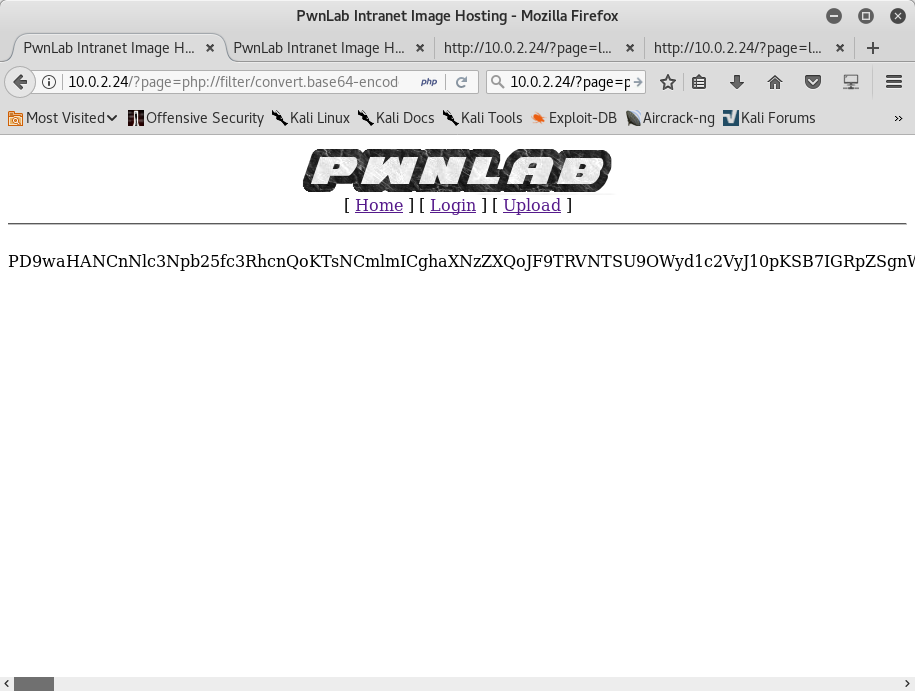 PwnLab Intranet Image Hosting - Mozilla Firefox
PwnLab Intranet Image H... × PwnLab Intranet Image H... × http://10.0.2.24/?page=l... × http://10.0.2.24/?page=l... × +
10.0.2.24/?page=php://filter/convert.base64-encod php 10.0.2.24/?page=p
Most Visited Offensive Security Kali Linux Kali Docs Kali Tools Exploit-DB Aircrack-ng Kali Forums »
PWNLAB
[ Home ] [ Login ] [ Upload ]
PD9waHANCnNlc3Npb25fc3RhcnQoKTsNCmlmICghaXNzZXQoJF9TRVNTSU9OWyd1c2VyJ10pKSB7IGRpZSgnW